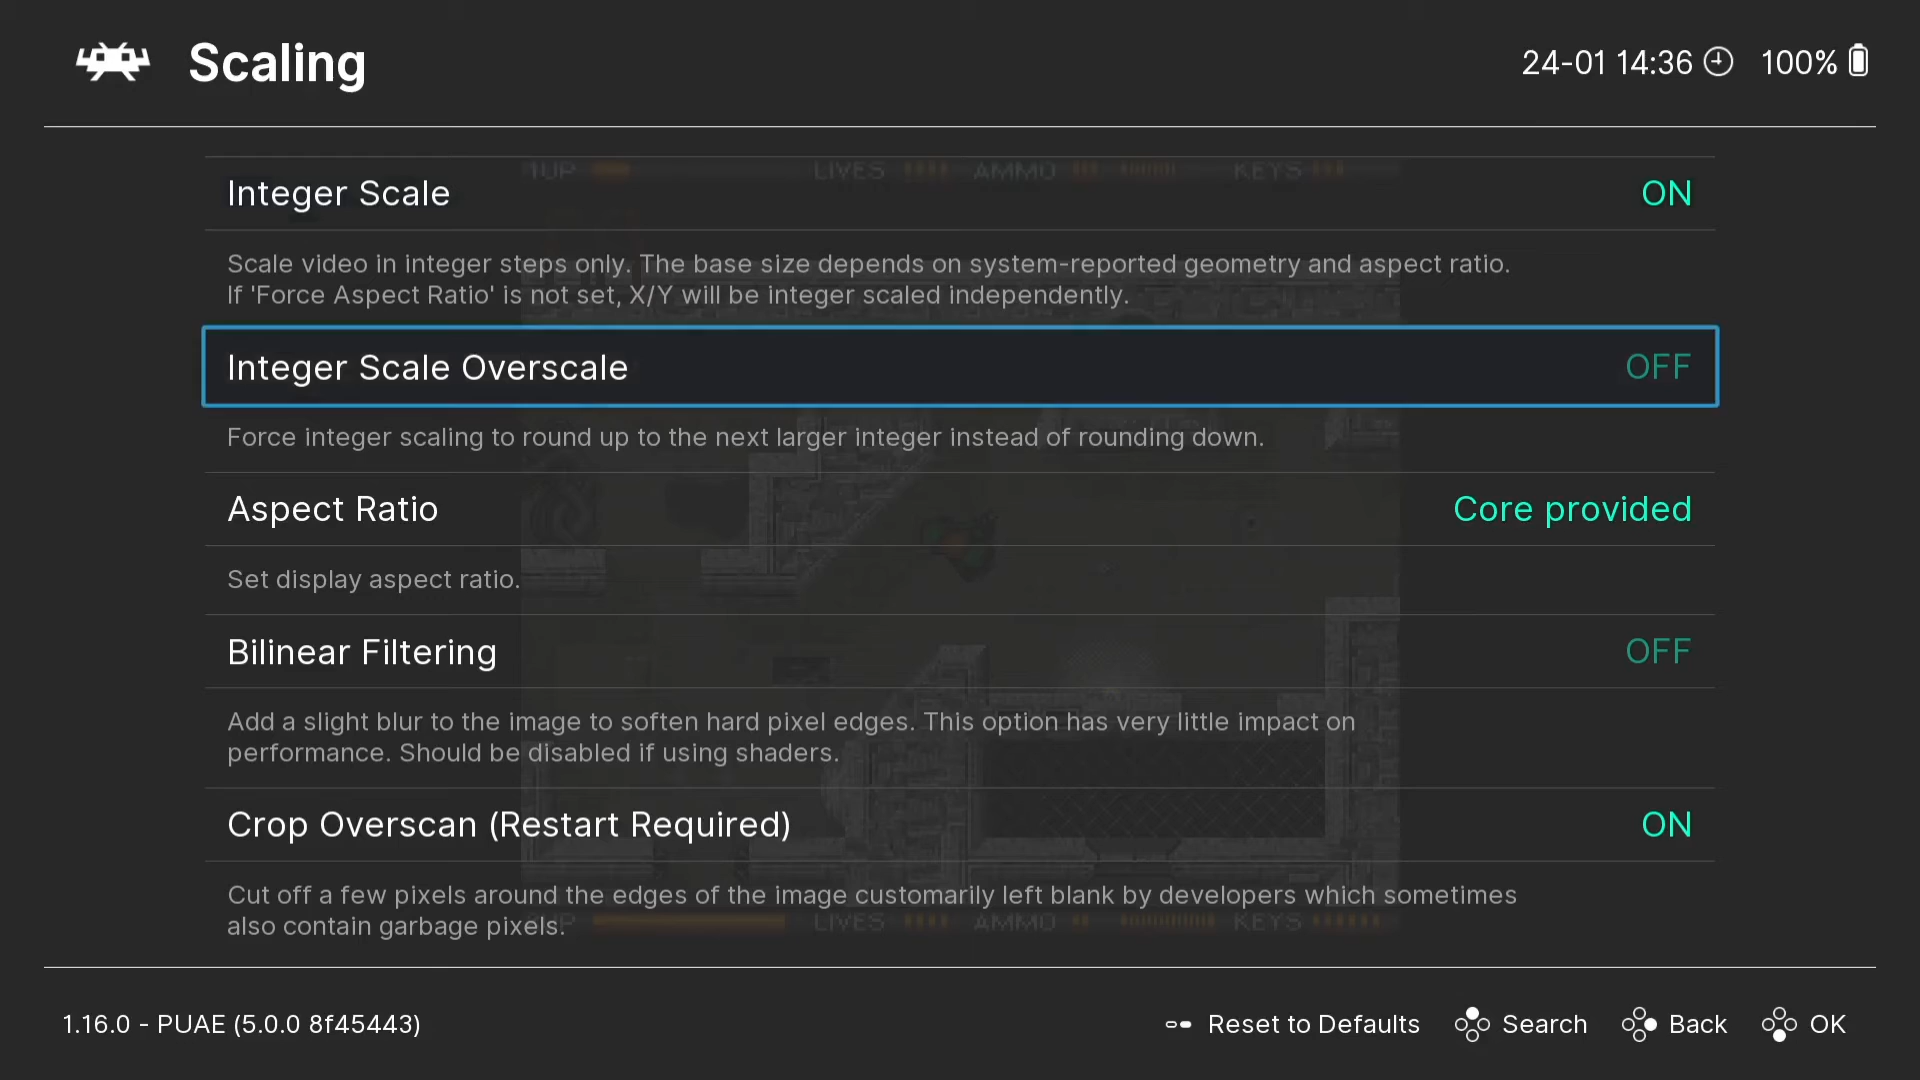 Scaling
24-01 14:36 100%
1UP LIVES AMMO KEYS
Integer Scale ON
Scale video in integer steps only. The base size depends on system-reported geometry and aspect ratio.
If 'Force Aspect Ratio' is not set, X/Y will be integer scaled independently.
Integer Scale Overscale OFF
Force integer scaling to round up to the next larger integer instead of rounding down.
Aspect Ratio Core provided
Set display aspect ratio.
Bilinear Filtering OFF
Add a slight blur to the image to soften hard pixel edges. This option has very little impact on
performance. Should be disabled if using shaders.
Crop Overscan (Restart Required) ON
Cut off a few pixels around the edges of the image customarily left blank by developers which sometimes
also contain garbage pixels.
LIVES AMMO KEYS
1.16.0 - PUAE (5.0.0 8f45443)
Reset to Defaults Search Back OK